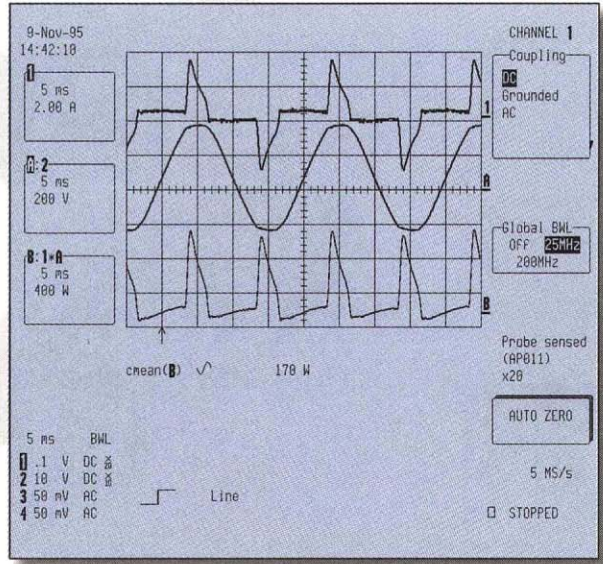 9-Nov-95
14:42:10
1
5 ms
2.00 A
A:2
5 ms
200 V
B:1*A
5 ms
400 W
1
A
B
cmean(B) 170 W
5 ms BWL
1 .1 V DC
2 10 V DC
3 50 mV AC
4 50 mV AC
Line
CHANNEL 1
Coupling
DC
Grounded
AC
Global BWL
Off 25MHz
200MHz
Probe sensed
(AP011)
x20
AUTO ZERO
5 MS/s
STOPPED